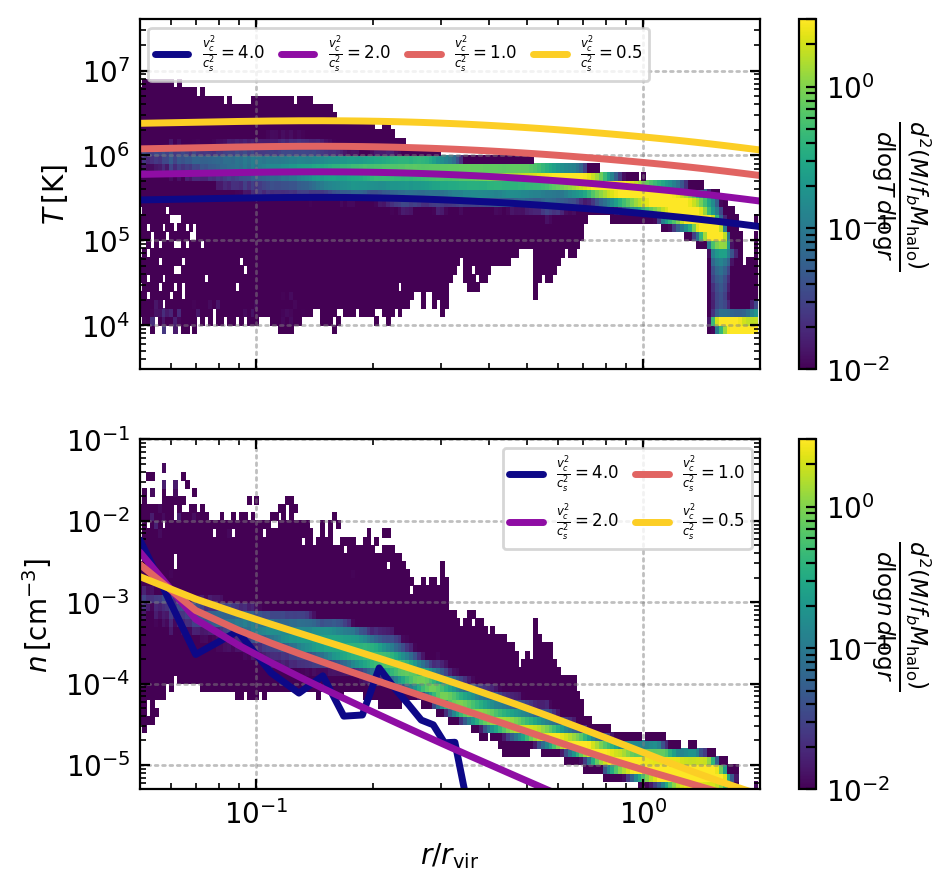 v_c^2/c_s^2 = 4.0 v_c^2/c_s^2 = 2.0 v_c^2/c_s^2 = 1.0 v_c^2/c_s^2 = 0.5
T [K]
10^7
10^6
10^5
10^4
10^0
10^−1
10^−2
d^2(M/f_b M_halo)
dlogT dlogr
v_c^2/c_s^2 = 4.0 v_c^2/c_s^2 = 1.0
v_c^2/c_s^2 = 2.0 v_c^2/c_s^2 = 0.5
n [cm^−3]
10^−1
10^−2
10^−3
10^−4
10^−5
10^−1 10^0
r/r_vir
10^0
10^−1
10^−2
d^2(M/f_b M_halo)
dlogn dlogr